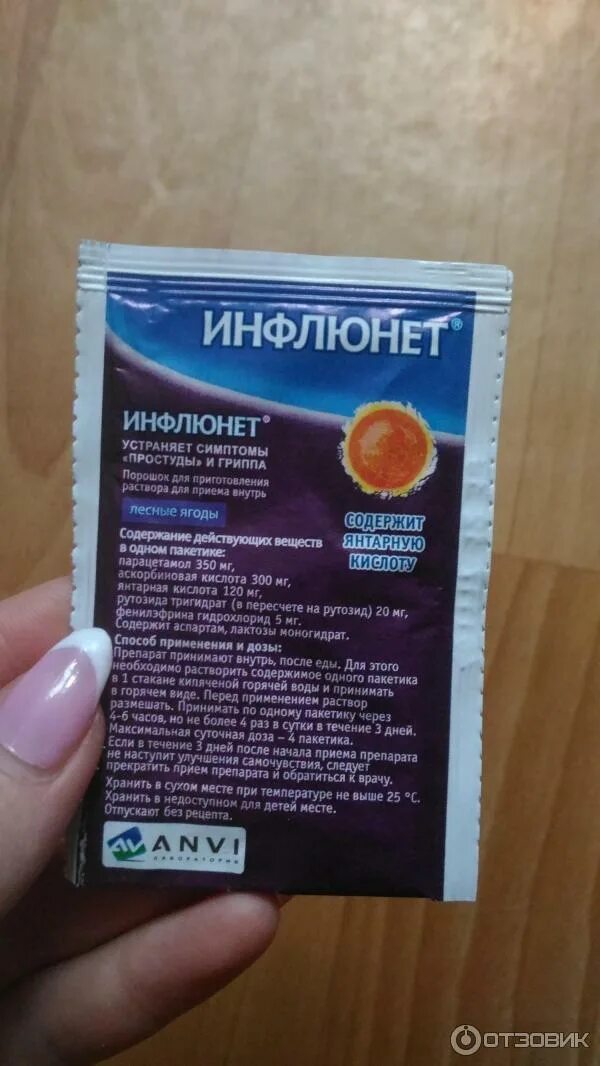 ИНФЛЮНЕТ®
ИНФЛЮНЕТ®
УСТРАНЯЕТ СИМПТОМЫ
«ПРОСТУДЫ» И ГРИППА
Порошок для приготовления
раствора для приема внутрь
лесные ягоды
СОДЕРЖИТ
ЯНТАРНУЮ
КИСЛОТУ
Содержание действующих веществ
в одном пакетике:
парацетамол 350 мг,
аскорбиновая кислота 300 мг,
янтарная кислота 120 мг,
рутозида тригидрат (в пересчете на рутозид) 20 мг,
фенилэфрина гидрохлорид 5 мг.
Содержит аспартам, лактозы моногидрат.
Способ применения и дозы:
Препарат принимают внутрь, после еды. Для этого
необходимо растворить содержимое одного пакетика
в 1 стакане кипяченой горячей воды и принимать
в горячем виде. Перед применением раствор
размешать. Принимать по одному пакетику через
4-6 часов, но не более 4 раз в сутки в течение 3 дней.
Максимальная суточная доза – 4 пакетика.
Если в течение 3 дней после начала приема препарата
не наступит улучшения самочувствия, следует
прекратить прием препарата и обратиться к врачу.
Хранить в сухом месте при температуре не выше 25 °С.
Хранить в недоступном для детей месте.
Отпускают без рецепта.
AV ANVI
ЛАБОРАТОРИЯ
ОТЗОВИК